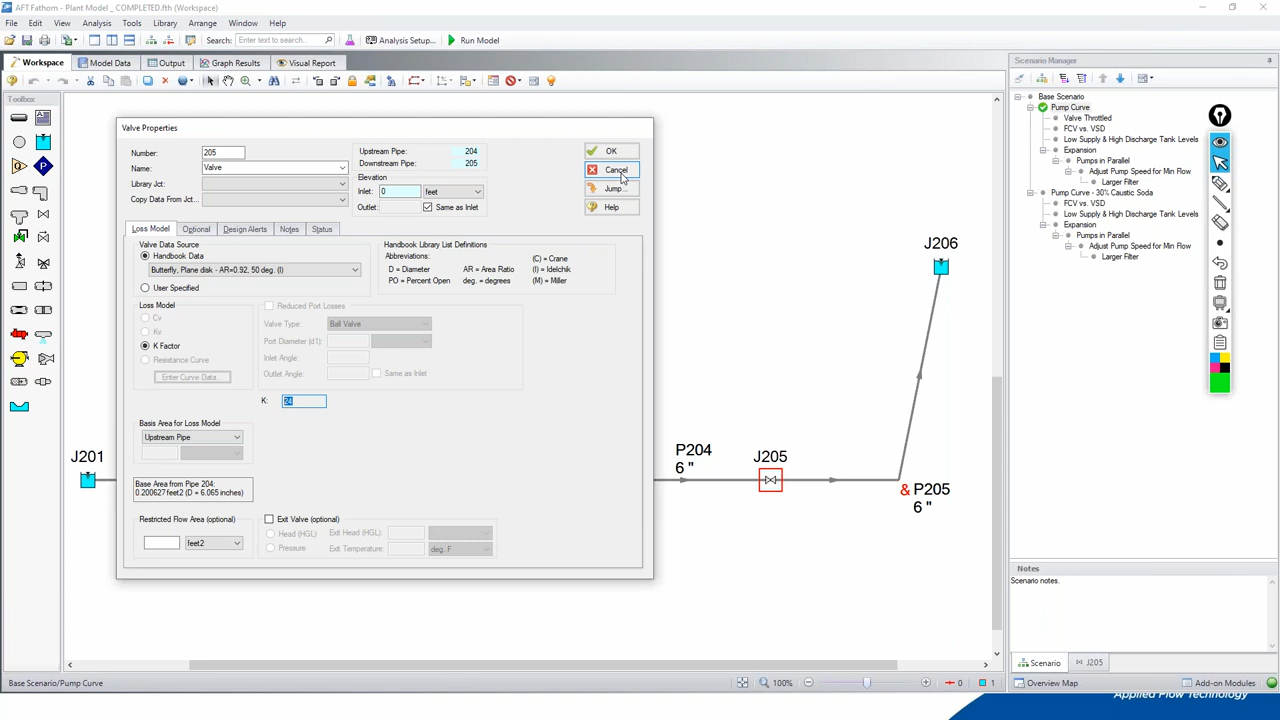 AFT Fathom - Plant Model _ COMPLETED.fth (Workspace)
File Edit View Analysis Tools Library Arrange Window Help
Search: Enter text to search... Analysis Setup... Run Model
Workspace Model Data Output Graph Results Visual Report
Toolbox
Valve Properties
Number: 205
Name: Valve
Library Jct:
Copy Data From Jct...
Upstream Pipe: 204
Downstream Pipe: 205
Elevation
Inlet: 0 feet
Outlet: Same as Inlet
OK
Cancel
Jump...
Help
Loss Model Optional Design Alerts Notes Status
Valve Data Source
Handbook Data
Butterfly, Plane disk - AR=0.92, 50 deg. (I)
User Specified
Handbook Library List Definitions
Abbreviations:
D = Diameter AR = Area Ratio
PO = Percent Open deg. = degrees
(C) = Crane
(I) = Idelchik
(M) = Miller
Loss Model
Cv
Kv
K Factor
Resistance Curve
Enter Curve Data...
Reduced Port Losses
Valve Type: Ball Valve
Port Diameter (d1):
Inlet Angle:
Outlet Angle: Same as Inlet
K: 24
Basis Area for Loss Model
Upstream Pipe
Base Area from Pipe 204:
0.200627 feet2 (D = 6.065 inches)
Restricted Flow Area (optional)
feet2
Exit Valve (optional)
Head (HGL) Exit Head (HGL):
Pressure Exit Temperature: deg. F
J201
P204
6 "
J205
& P205
6 "
J206
Scenario Manager
Base Scenario
Pump Curve
Valve Throttled
FCV vs. VSD
Low Supply & High Discharge Tank Levels
Expansion
Pumps in Parallel
Adjust Pump Speed for Min Flow
Larger Filter
Pump Curve - 30% Caustic Soda
FCV vs. VSD
Low Supply & High Discharge Tank Levels
Expansion
Pumps in Parallel
Adjust Pump Speed for Min Flow
Larger Filter
Notes
Scenario notes.
Scenario J205
Base Scenario/Pump Curve 100% 0 1 Overview Map Add-on Modules
Applied Flow Technology